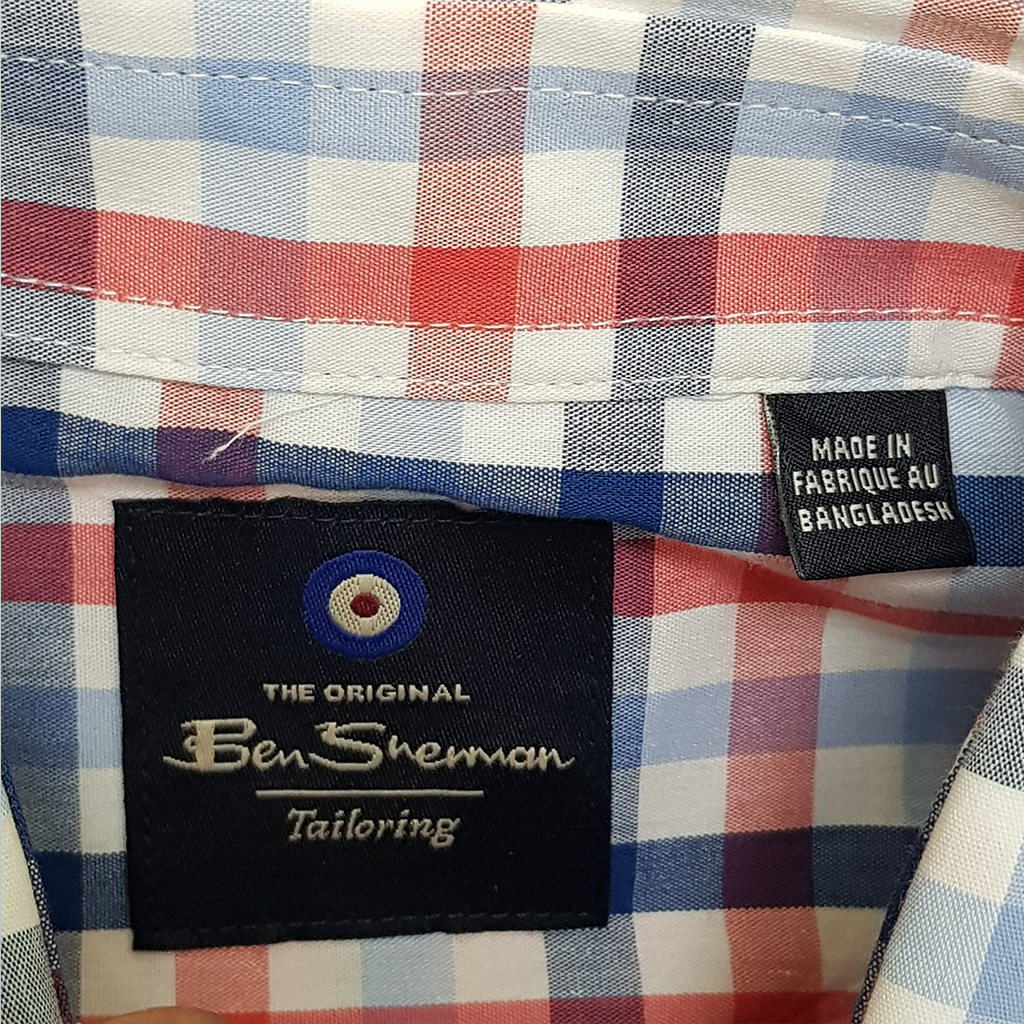 MADE IN
FABRIQUE AU
BANGLADESH
THE ORIGINAL
Ben Sherman
Tailoring